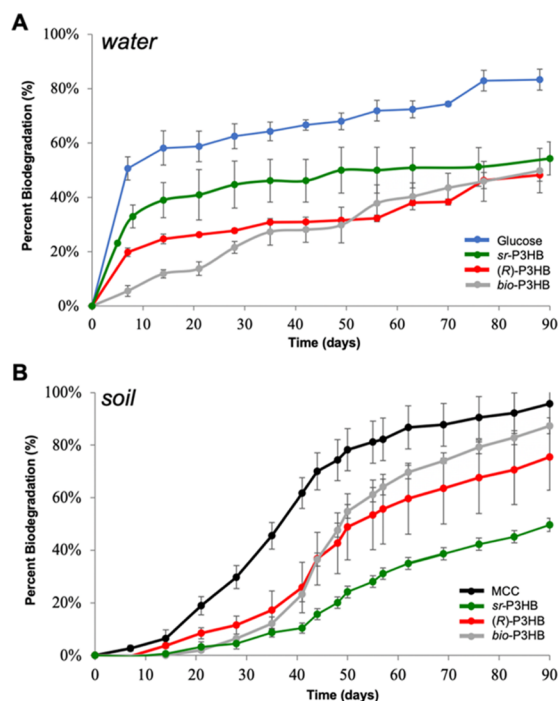 A
water
Percent Biodegradation (%)
100%
80%
60%
40%
20%
0%
Glucose
sr-P3HB
(R)-P3HB
bio-P3HB
0 10 20 30 40 50 60 70 80 90
Time (days)
B
soil
Percent Biodegradation (%)
100%
80%
60%
40%
20%
0%
MCC
sr-P3HB
(R)-P3HB
bio-P3HB
0 10 20 30 40 50 60 70 80 90
Time (days)